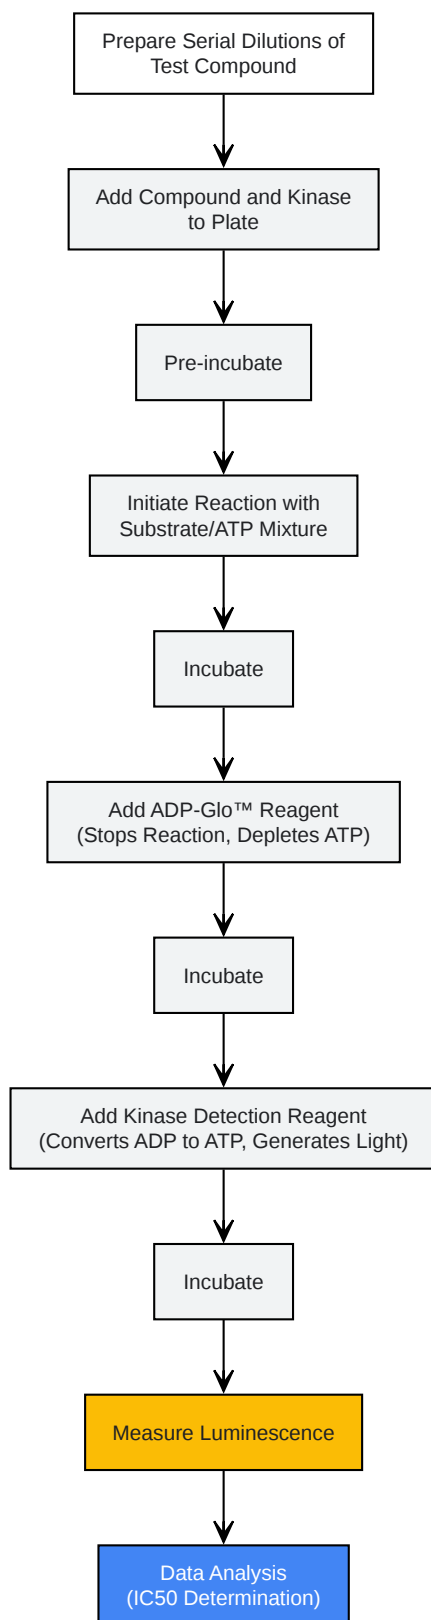 Prepare Serial Dilutions of
Test Compound
Add Compound and Kinase
to Plate
Pre-incubate
Initiate Reaction with
Substrate/ATP Mixture
Incubate
Add ADP-Glo™ Reagent
(Stops Reaction, Depletes ATP)
Incubate
Add Kinase Detection Reagent
(Converts ADP to ATP, Generates Light)
Incubate
Measure Luminescence
Data Analysis
(IC50 Determination)